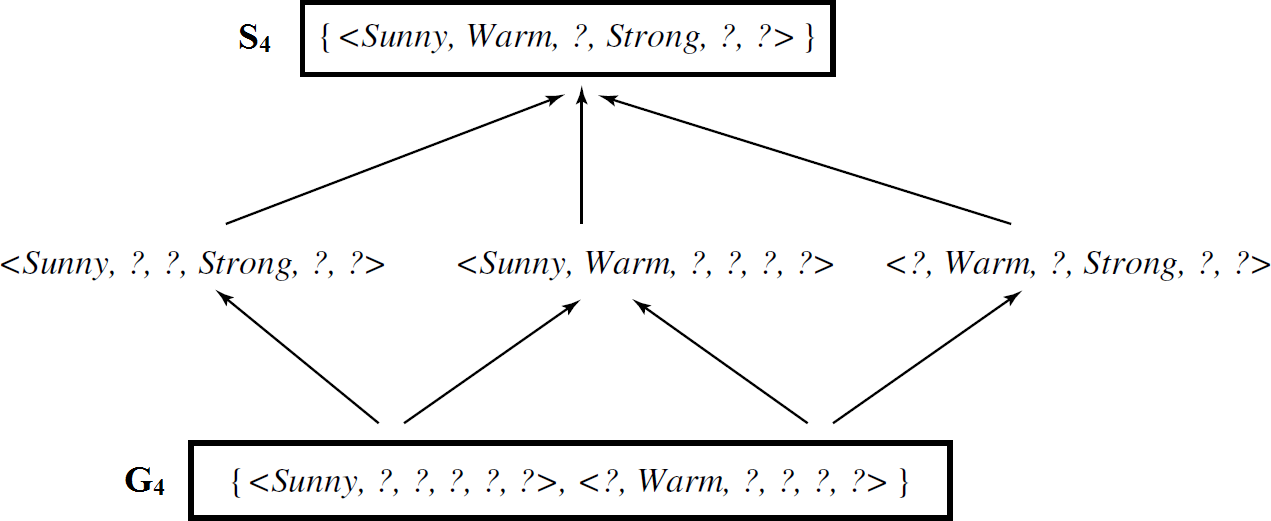 S4 { <Sunny, Warm, ?, Strong, ?, ?> }
<Sunny, ?, ?, Strong, ?, ?> <Sunny, Warm, ?, ?, ?, ?> <?, Warm, ?, Strong, ?, ?>
G4 { <Sunny, ?, ?, ?, ?, ?>, <?, Warm, ?, ?, ?, ?> }